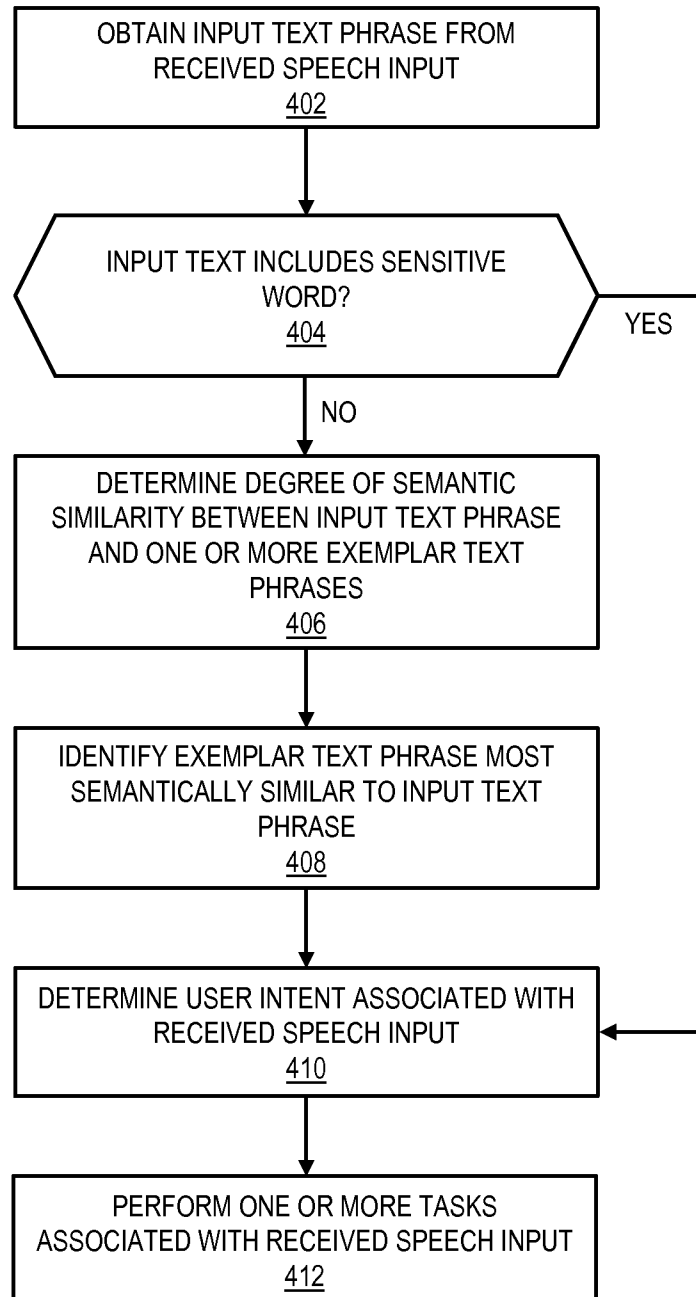 OBTAIN INPUT TEXT PHRASE FROM
RECEIVED SPEECH INPUT
402
INPUT TEXT INCLUDES SENSITIVE
WORD?
404
YES
NO
DETERMINE DEGREE OF SEMANTIC
SIMILARITY BETWEEN INPUT TEXT PHRASE
AND ONE OR MORE EXEMPLAR TEXT
PHRASES
406
IDENTIFY EXEMPLAR TEXT PHRASE MOST
SEMANTICALLY SIMILAR TO INPUT TEXT
PHRASE
408
DETERMINE USER INTENT ASSOCIATED WITH
RECEIVED SPEECH INPUT
410
PERFORM ONE OR MORE TASKS
ASSOCIATED WITH RECEIVED SPEECH INPUT
412